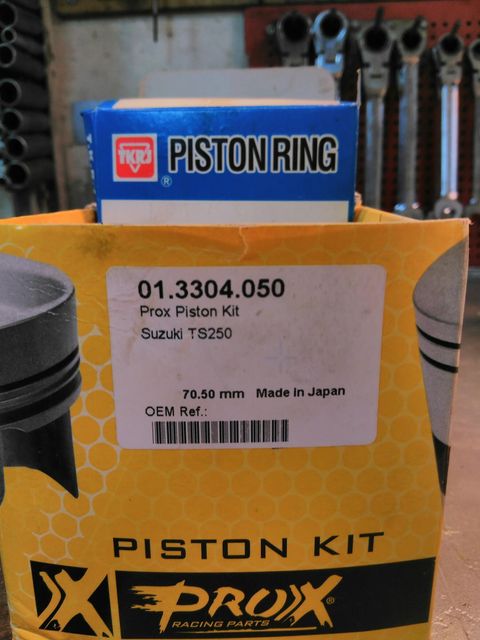 TKRJ
®
PISTON RING
01.3304.050
Prox Piston Kit
Suzuki TS250
70.50 mm Made in Japan
OEM Ref.:
PISTON KIT
PROX®
RACING PARTS